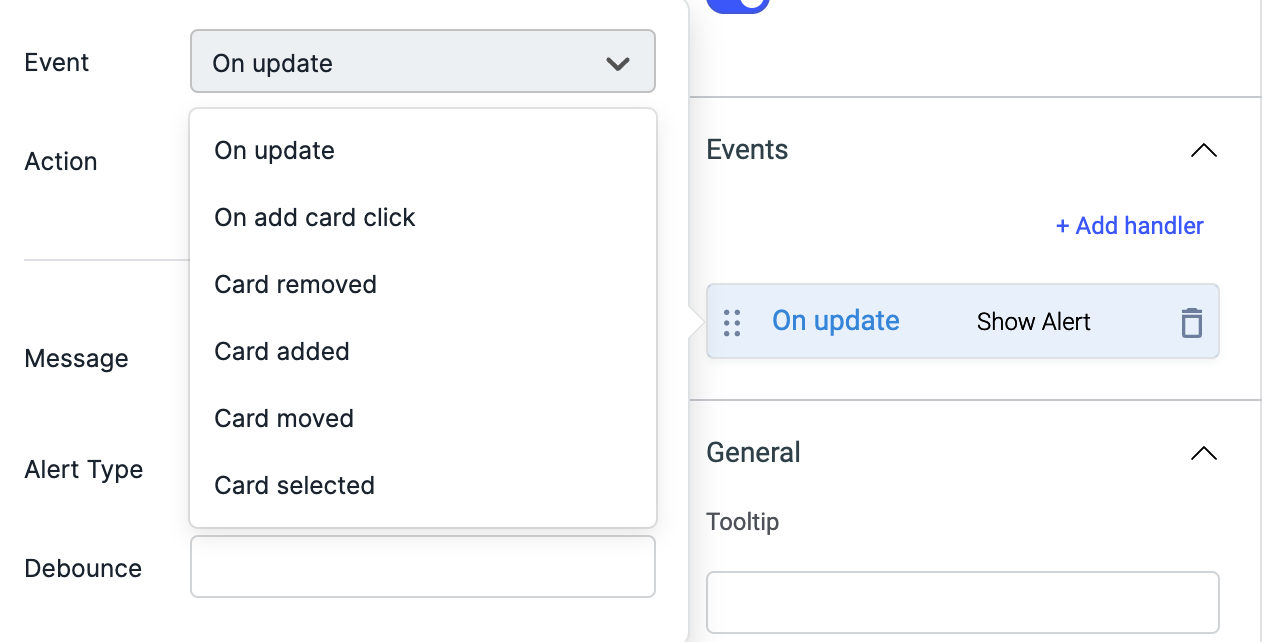 Event
On update
On update
On add card click
Card removed
Card added
Card moved
Card selected
Action
Message
Alert Type
Debounce
Events
+ Add handler
On update
Show Alert
General
Tooltip